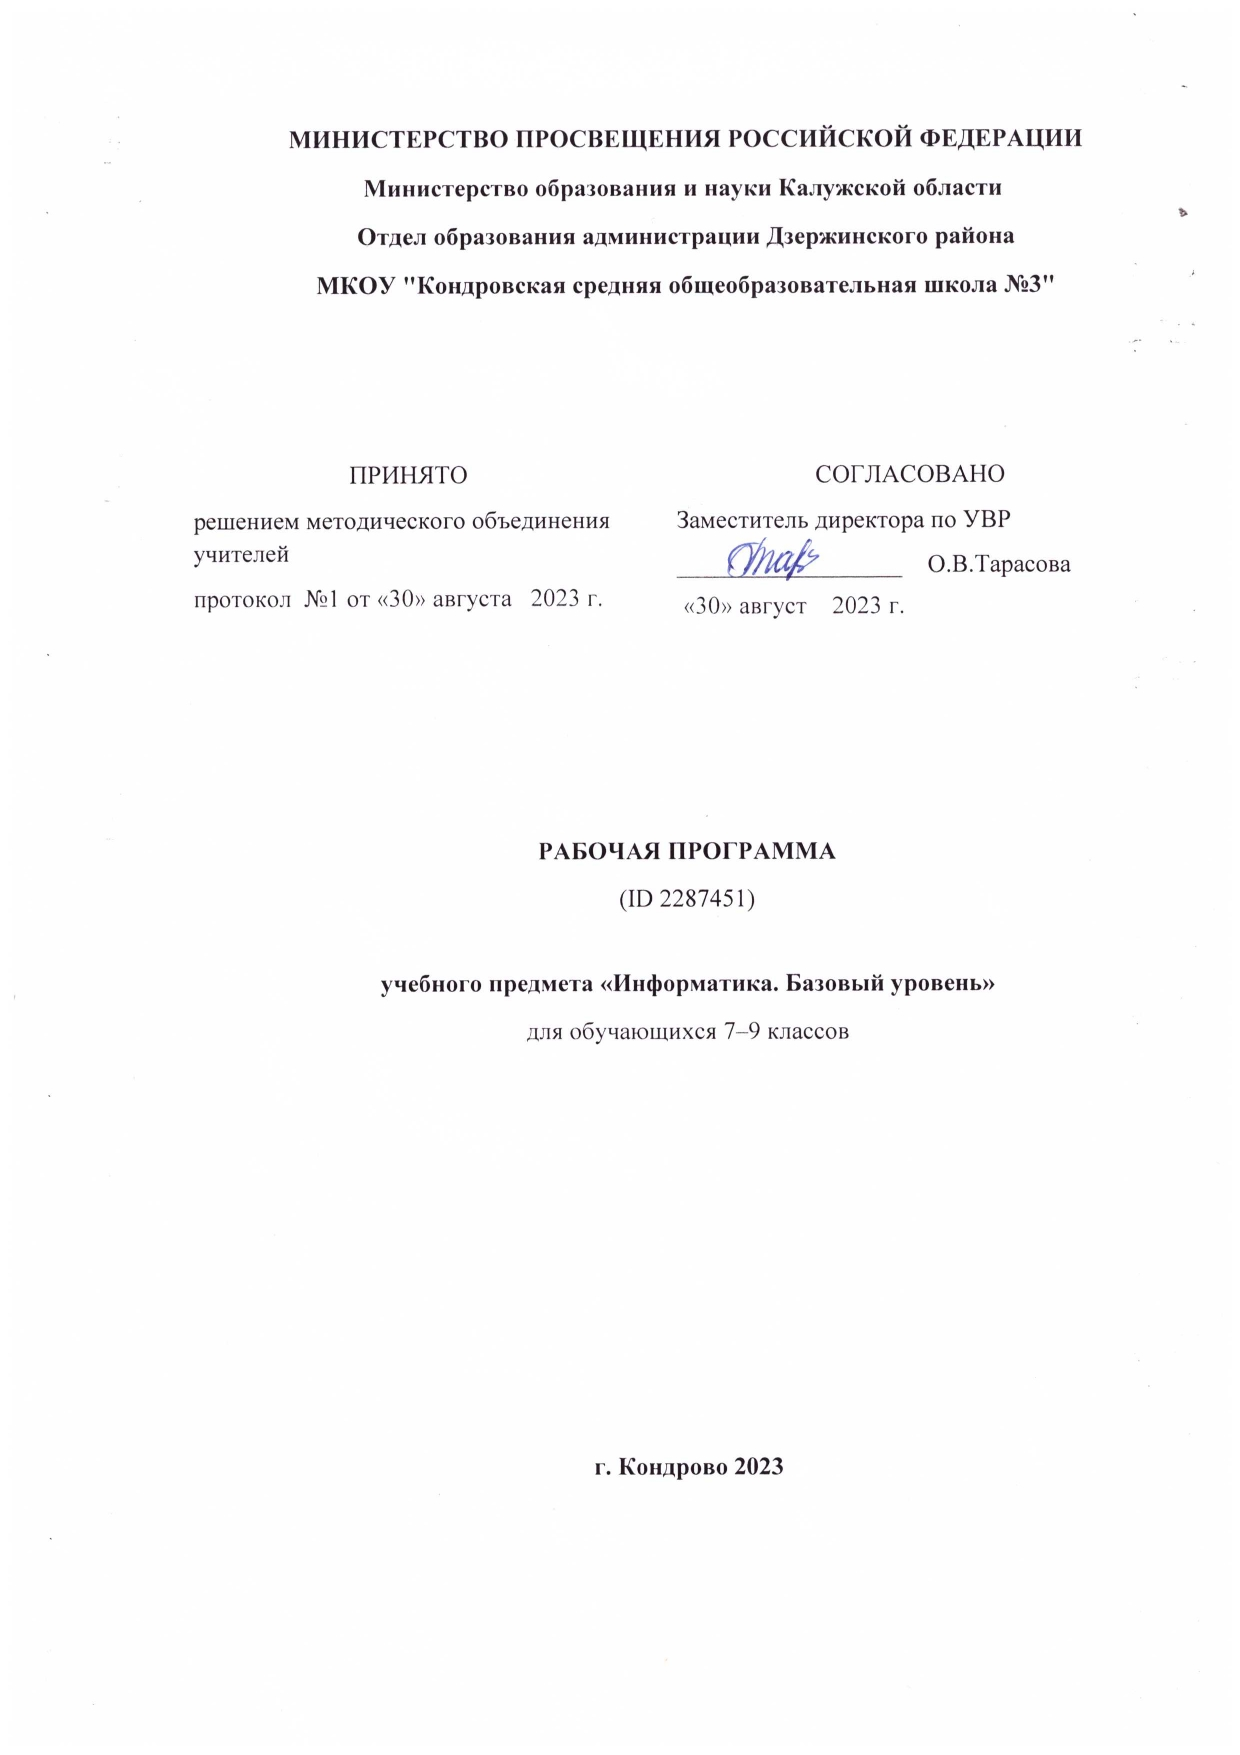 МИНИСТЕРСТВО ПРОСВЕЩЕНИЯ РОССИЙСКОЙ ФЕДЕРАЦИИ
Министерство образования и науки Калужской области
Отдел образования администрации Дзержинского района
МКОУ "Кондровская средняя общеобразовательная школа №3"
ПРИНЯТО
решением методического объединения
учителей
протокол №1 от «30» августа 2023 г.
СОГЛАСОВАНО
Заместитель директора по УВР
О.В.Тарасова
«30» август 2023 г.
РАБОЧАЯ ПРОГРАММА
(ID 2287451)
учебного предмета «Информатика. Базовый уровень»
для обучающихся 7–9 классов
г. Кондрово 2023